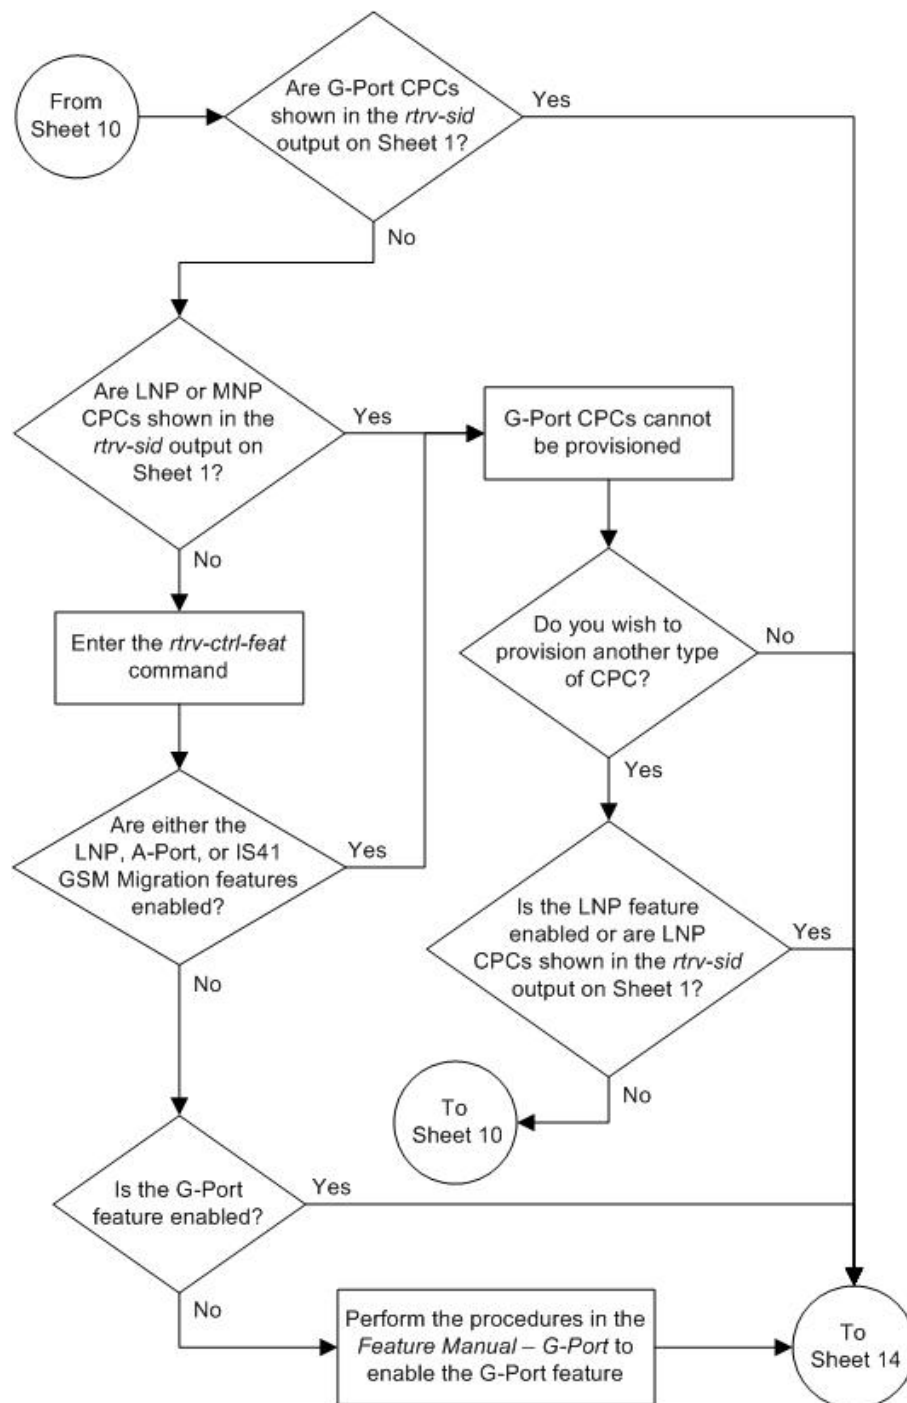 From
Sheet 10
Are G-Port CPCs
shown in the rtrv-sid
output on Sheet 1?
Yes
No
Are LNP or MNP
CPCs shown in the
rtrv-sid output on
Sheet 1?
Yes
No
G-Port CPCs cannot
be provisioned
Enter the rtrv-ctrl-feat
command
Do you wish to
provision another type
of CPC?
No
Yes
Are either the
LNP, A-Port, or IS41
GSM Migration features
enabled?
Yes
No
Is the LNP feature
enabled or are LNP
CPCs shown in the rtrv-sid
output on Sheet 1?
Yes
No
To
Sheet 10
Is the G-Port
feature enabled?
Yes
No
Perform the procedures in the
Feature Manual – G-Port to
enable the G-Port feature
To
Sheet 14